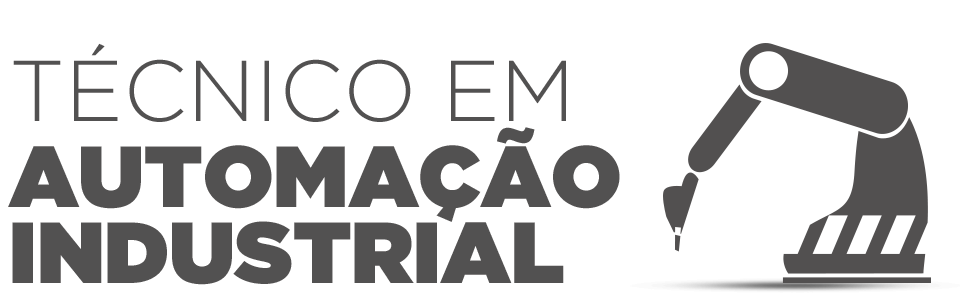 TÉCNICO EM
AUTOMAÇÃO
INDUSTRIAL